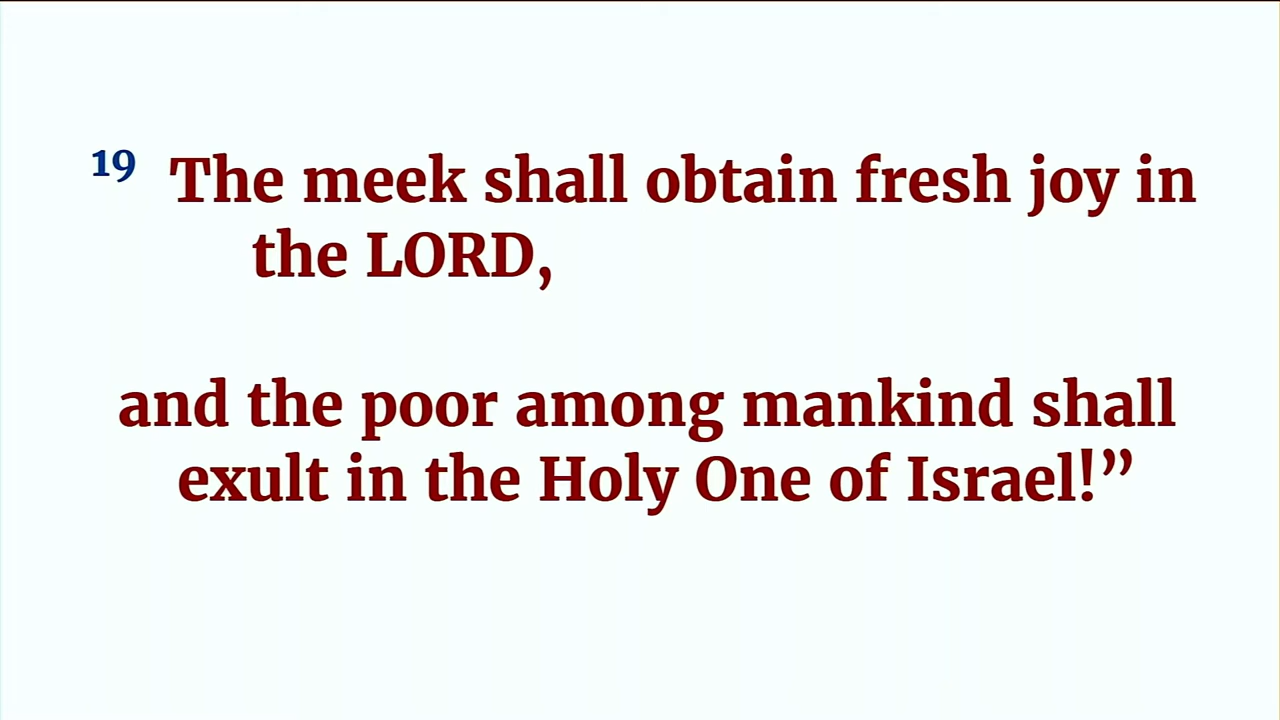 19 The meek shall obtain fresh joy in
the LORD,
and the poor among mankind shall
exult in the Holy One of Israel!”